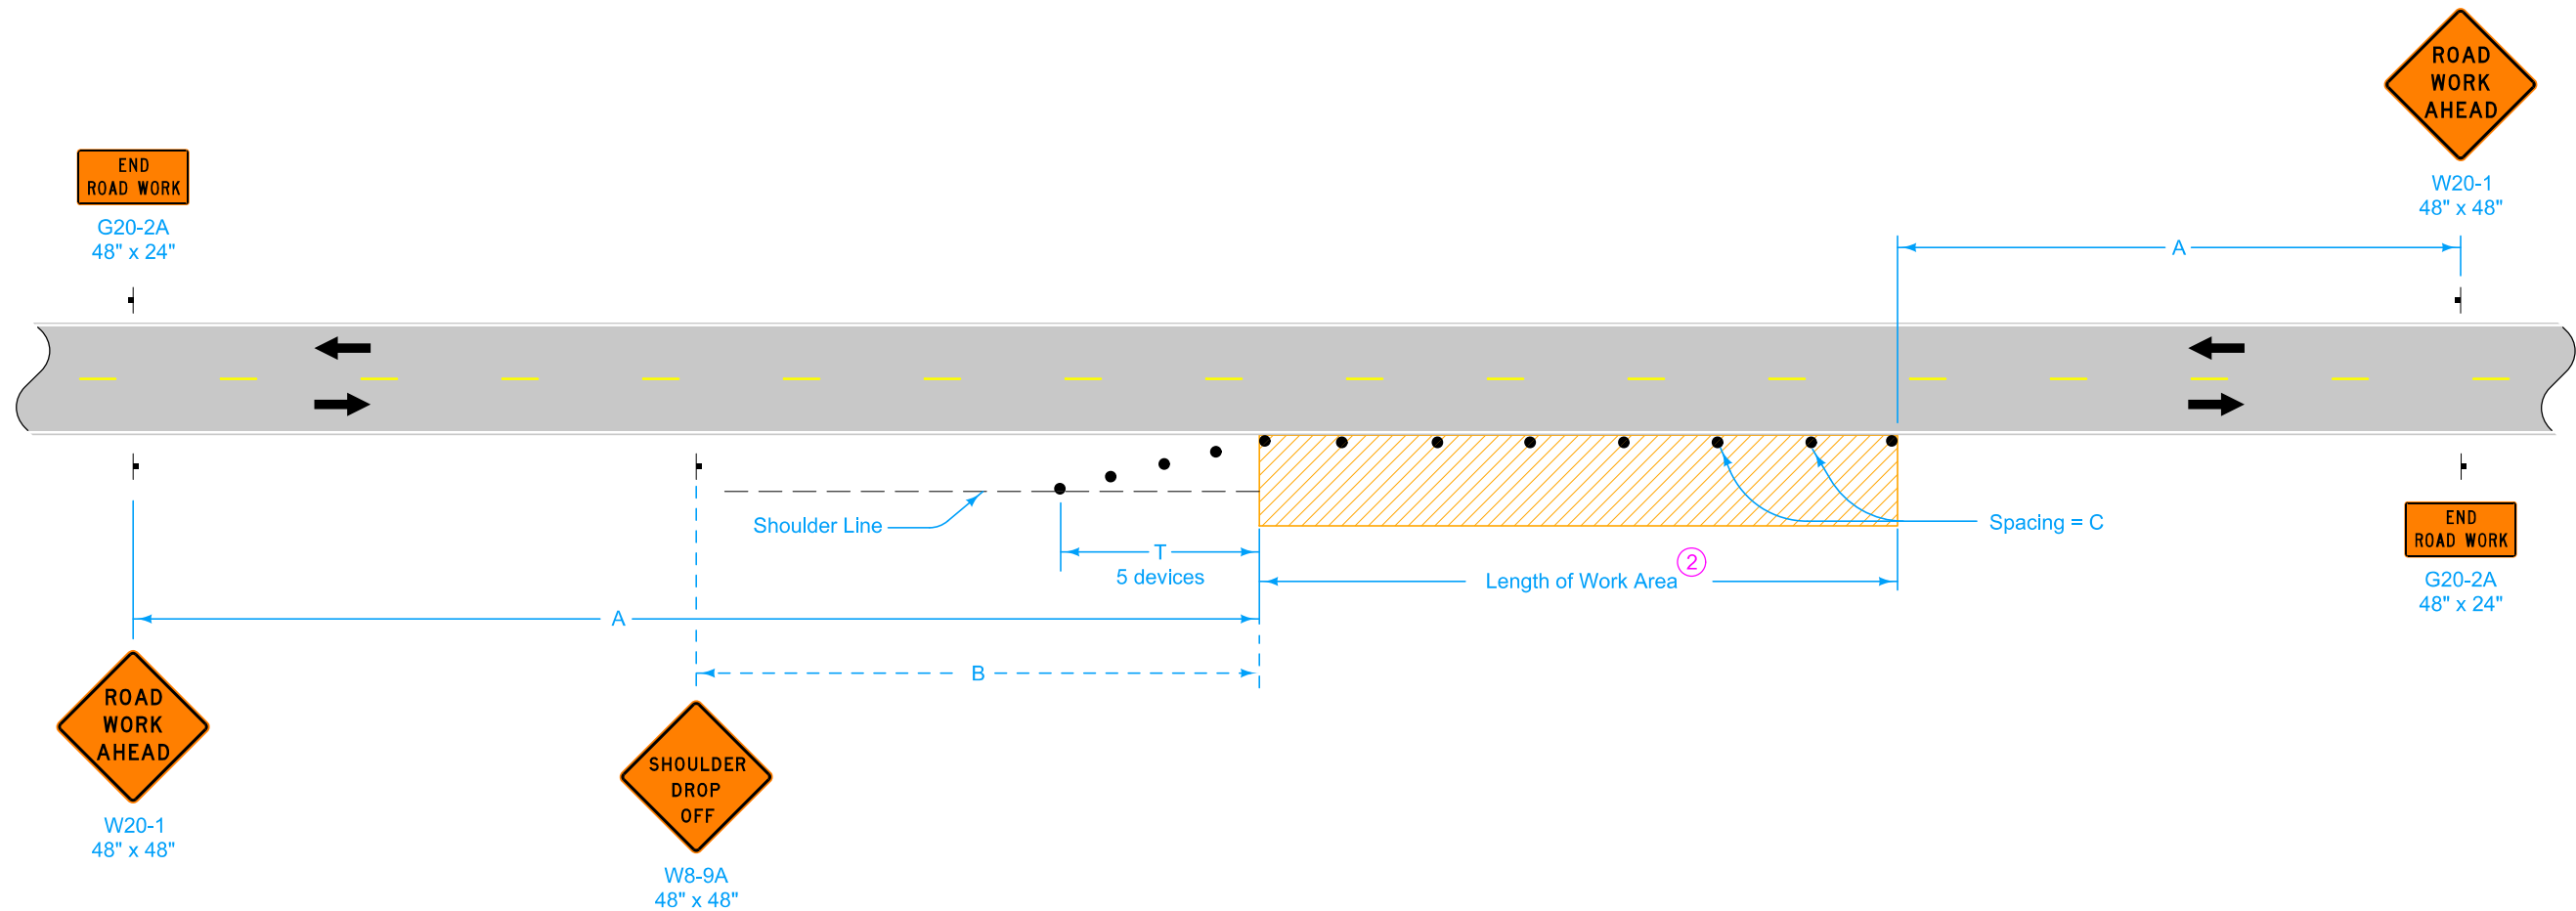 ROAD
WORK
AHEAD
W20-1
48" x 48"
END
ROAD WORK
G20-2A
48" x 24"
A
Shoulder Line
Spacing = C
T
5 devices
Length of Work Area 2
END
ROAD WORK
G20-2A
48" x 24"
A
B
ROAD
WORK
AHEAD
W20-1
48" x 48"
SHOULDER
DROP
OFF
W8-9A
48" x 48"